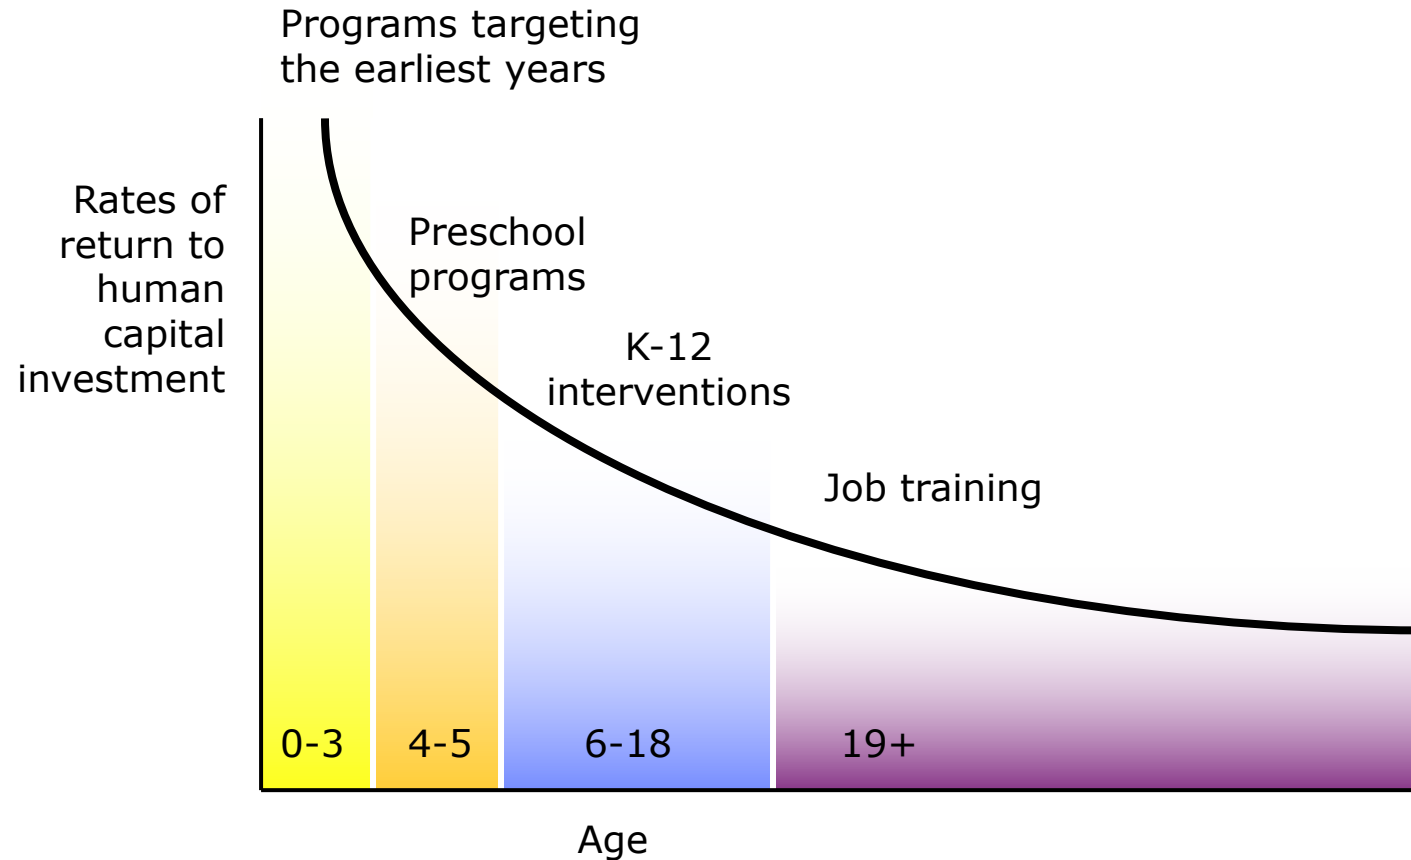 Programs targeting
the earliest years
Rates of
return to
human
capital
investment
Preschool
programs
K-12
interventions
Job training
0-3
4-5
6-18
19+
Age